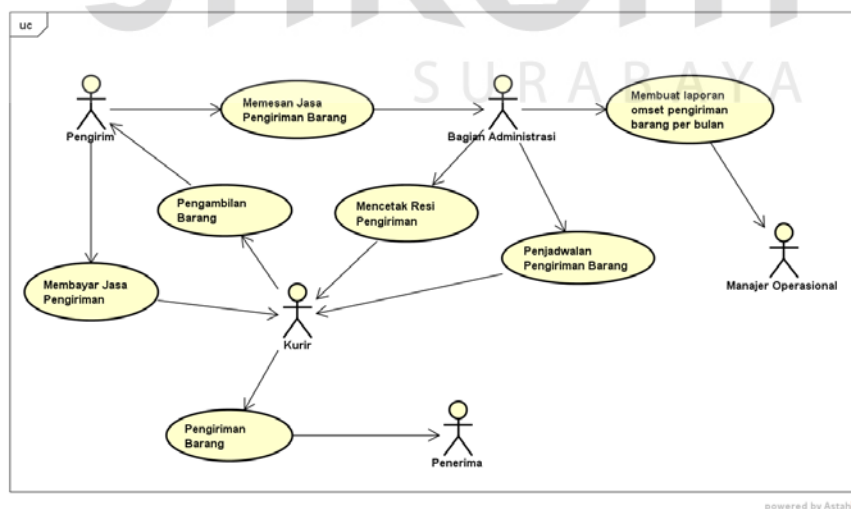 uc
SURABAYA
Pengirim
Memesan Jasa
Pengiriman Barang
Bagian Administrasi
Membuat laporan
omset pengiriman
barang per bulan
Pengambilan
Barang
Mencetak Resi
Pengiriman
Penjadwalan
Pengiriman Barang
Manajer Operasional
Membayar Jasa
Pengiriman
Kurir
Pengiriman
Barang
Penerima
powered by Astah